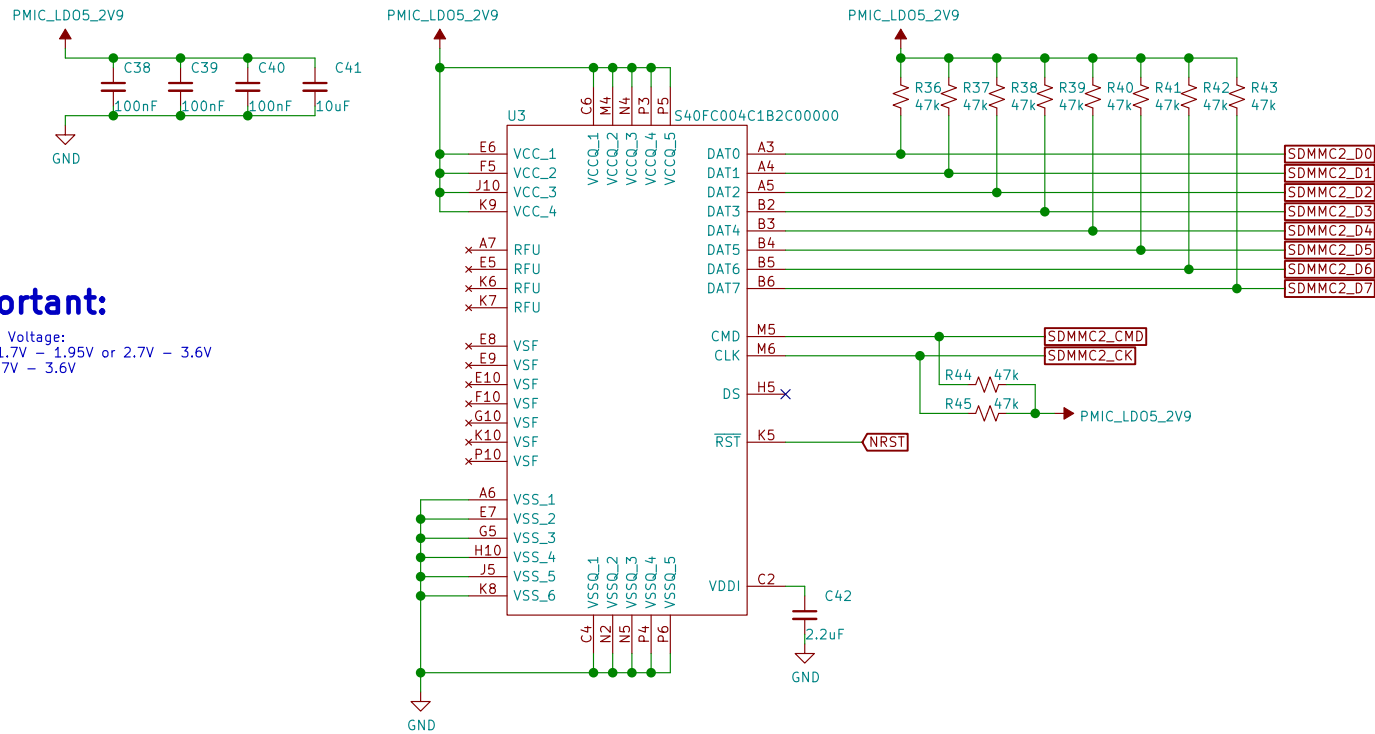 PMIC_LDO5_2V9
PMIC_LDO5_2V9
PMIC_LDO5_2V9
C38
100nF
C39
100nF
C40
100nF
C41
10uF
GND
R36
47k
R37
47k
R38
47k
R39
47k
R40
47k
R41
47k
R42
47k
R43
47k
U3
S40FC004C1B2C00000
C6
M4
N4
P3
P5
VCCQ_1
VCCQ_2
VCCQ_3
VCCQ_4
VCCQ_5
E6 VCC_1
F5 VCC_2
J10 VCC_3
K9 VCC_4
A7 RFU
E5 RFU
K6 RFU
K7 RFU
E8 VSF
E9 VSF
E10 VSF
F10 VSF
G10 VSF
K10 VSF
P10 VSF
A6 VSS_1
E7 VSS_2
G5 VSS_3
H10 VSS_4
J5 VSS_5
K8 VSS_6
VSSQ_1
VSSQ_2
VSSQ_3
VSSQ_4
VSSQ_5
C4
N2
N5
P4
P6
GND
DAT0 A3 SDMMC2_D0
DAT1 A4 SDMMC2_D1
DAT2 A5 SDMMC2_D2
DAT3 B2 SDMMC2_D3
DAT4 B3 SDMMC2_D4
DAT5 B4 SDMMC2_D5
DAT6 B5 SDMMC2_D6
DAT7 B6 SDMMC2_D7
CMD M5 SDMMC2_CMD
CLK M6 SDMMC2_CK
R44 47k
R45 47k
PMIC_LDO5_2V9
DS H5
RST K5 NRST
VDDI C2
C42
2.2uF
GND
ortant:
Voltage:
1.7V - 1.95V or 2.7V - 3.6V
7V - 3.6V